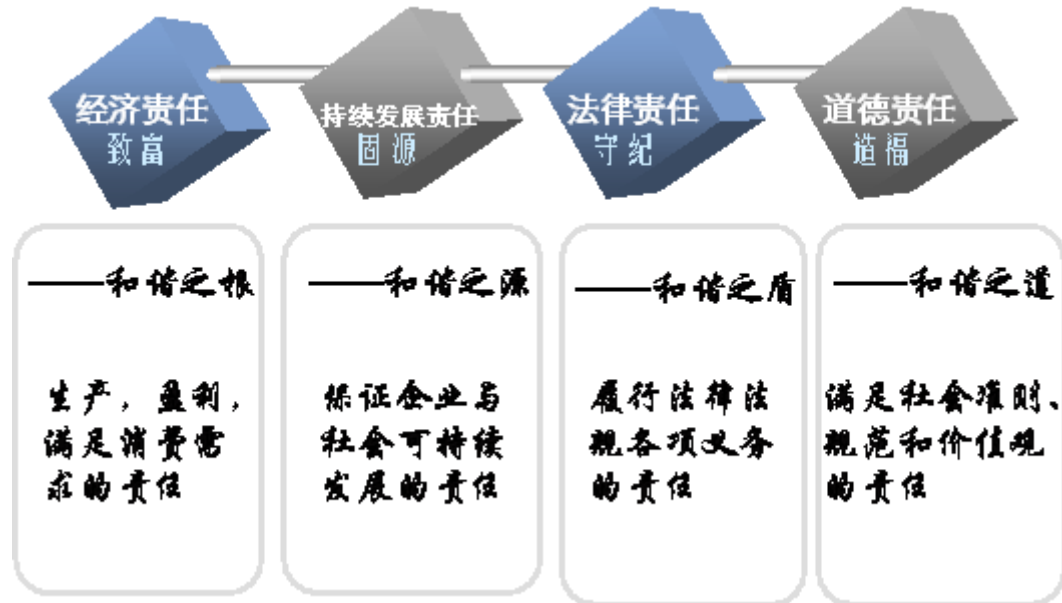 经济责任
致富
持续发展责任
固源
法律责任
守纪
道德责任
造福
——和谐之根
生产，盈利，
满足消费需
求的责任
——和谐之源
保证企业与
社会可持续
发展的责任
——和谐之盾
履行法律法
规各项义务
的责任
——和谐之道
满足社会准则、
规范和价值观
的责任